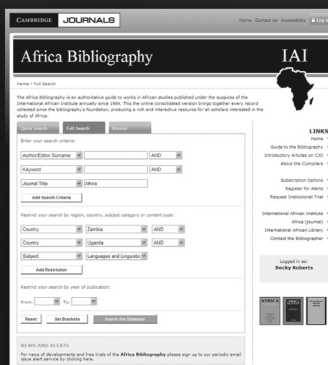 CAMBRIDGE JOURNALS
Home Contact Us Accessibility Log
Africa Bibliography
IAI
Home > Full Search
The Africa Bibliography is an authoritative guide to works in African studies published under the auspices of the
International African Institute annually since 1984. This the online consolidated version brings together every record
collected since the bibliography's foundation, producing a rich and interactive resource for all scholars interested in the
study of Africa.
Quick Search Full Search Browse
Enter your search criteria:
Author/Editor Surname AND
Keyword AND
Journal Title Africa
Add Search Criteria
Restrict your search by region, country, subject category or content type:
Country Zambia AND
Country Uganda AND
Subject Languages and Linguistic
Add Restriction
Restrict your search by year of publication:
From: To:
Reset Set Brackets Search the Database
NEWS AND ALERTS
For news of developments and free trials of the Africa Bibliography please sign up to our periodic email
issue alert service by clicking here.
LINKS
Home
Guide to the Bibliography
Introductory Articles on CJO
About the Compilers
Subscription Options
Register for Alerts
Request Institutional Trial
International African Institute
Africa (journal)
International African Library
Contact the Bibliographer
Logged in as:
Becky Roberts
AFRICA